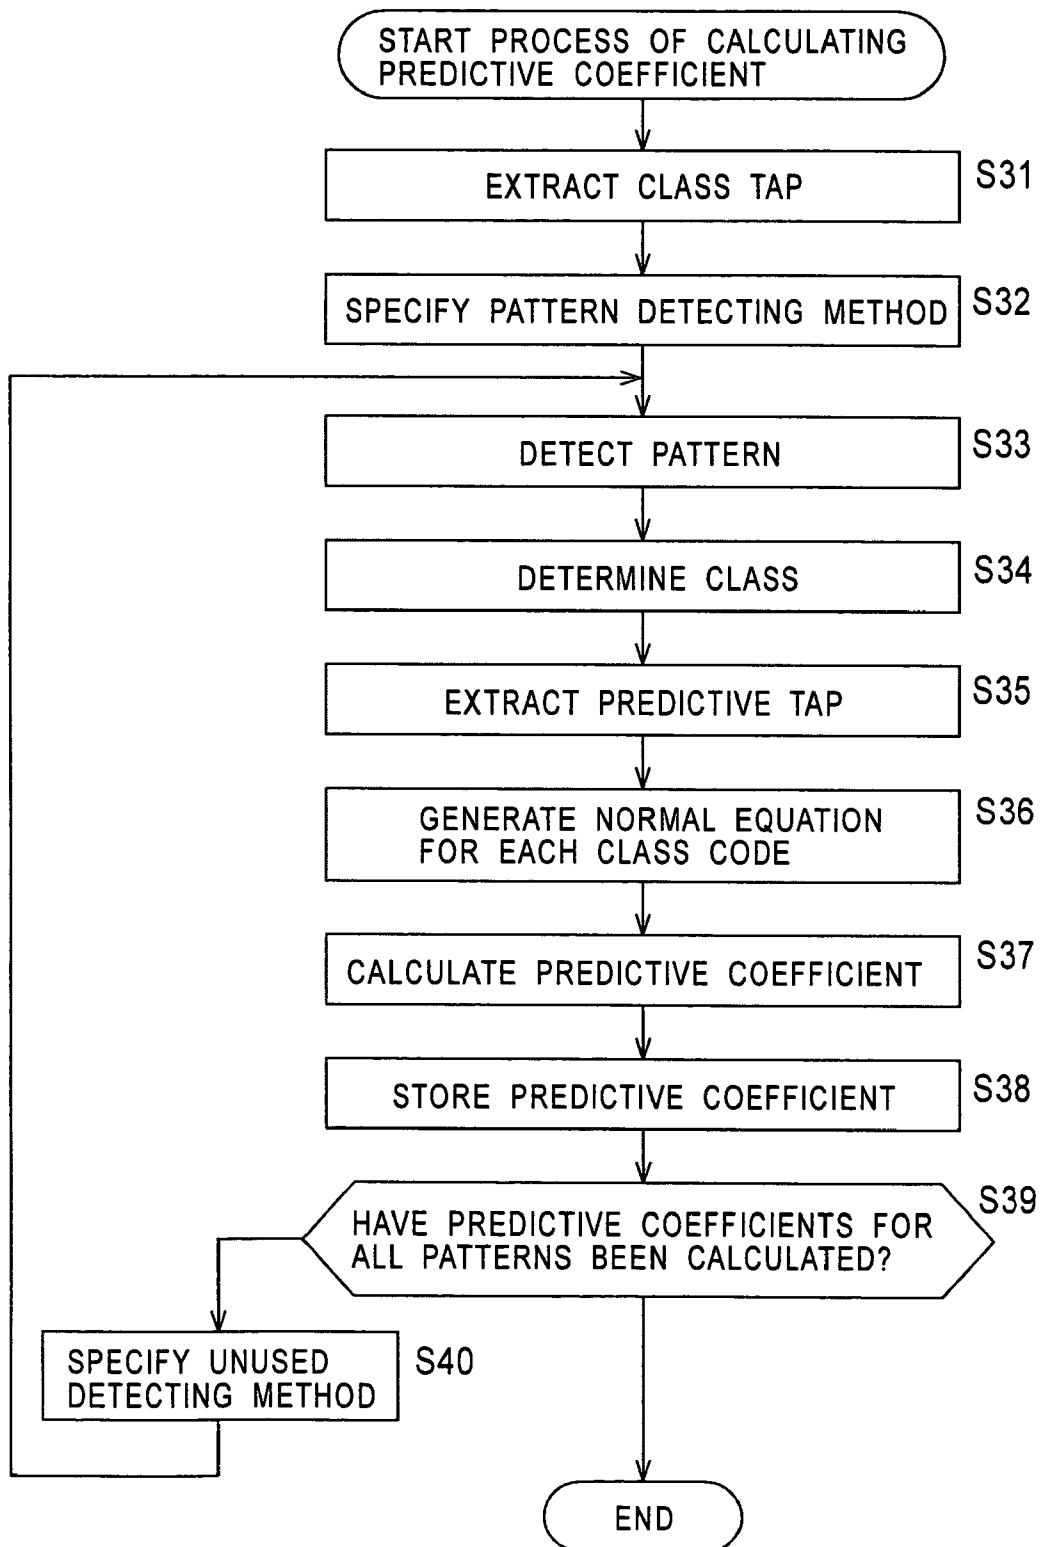 START PROCESS OF CALCULATING
PREDICTIVE COEFFICIENT
EXTRACT CLASS TAP
S31
SPECIFY PATTERN DETECTING METHOD
S32
DETECT PATTERN
S33
DETERMINE CLASS
S34
EXTRACT PREDICTIVE TAP
S35
GENERATE NORMAL EQUATION
FOR EACH CLASS CODE
S36
CALCULATE PREDICTIVE COEFFICIENT
S37
STORE PREDICTIVE COEFFICIENT
S38
HAVE PREDICTIVE COEFFICIENTS FOR
ALL PATTERNS BEEN CALCULATED?
S39
SPECIFY UNUSED
DETECTING METHOD
S40
END